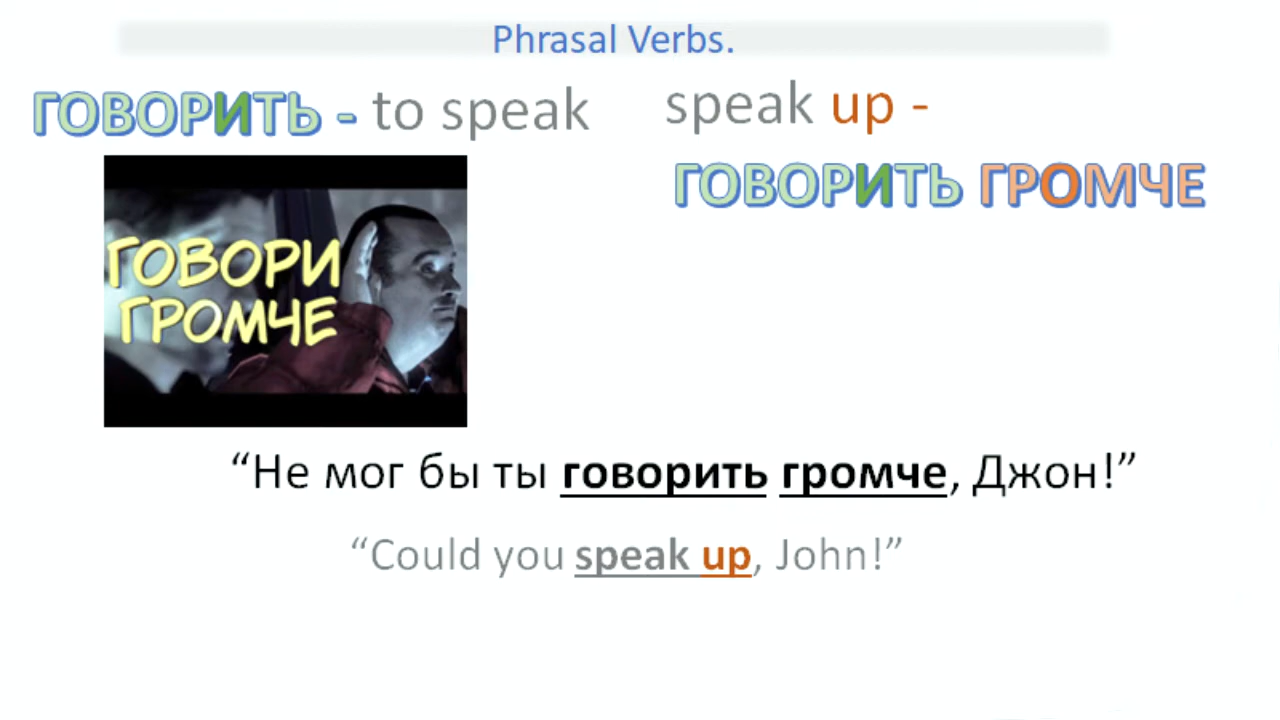 Phrasal Verbs.
ГОВОРИТЬ - to speak
speak up -
ГОВОРИТЬ ГРОМЧЕ
ГОВОРИ
ГРОМЧЕ
“Не мог бы ты говорить громче, Джон!”
“Could you speak up, John!”